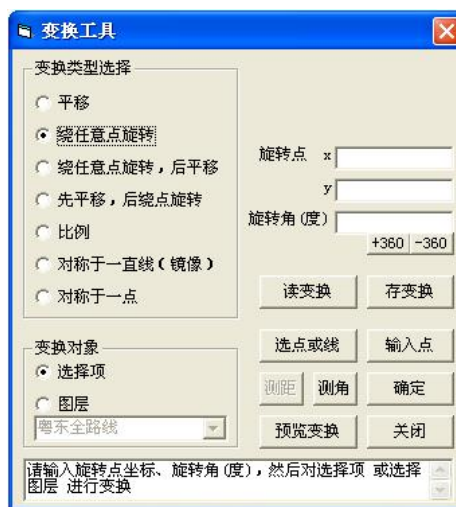 变换工具
变换类型选择
平移
绕任意点旋转
绕任意点旋转，后平移
先平移，后绕点旋转
比例
对称于一直线(镜像)
对称于一点
旋转点 x
y
旋转角(度)
+360 -360
读变换 存变换
变换对象
选择项
图层
粤东全路线
选点或线 输入点
测距 测角 确定
预览变换 关闭
请输入旋转点坐标、旋转角(度)，然后对选择项 或选择
图层 进行变换